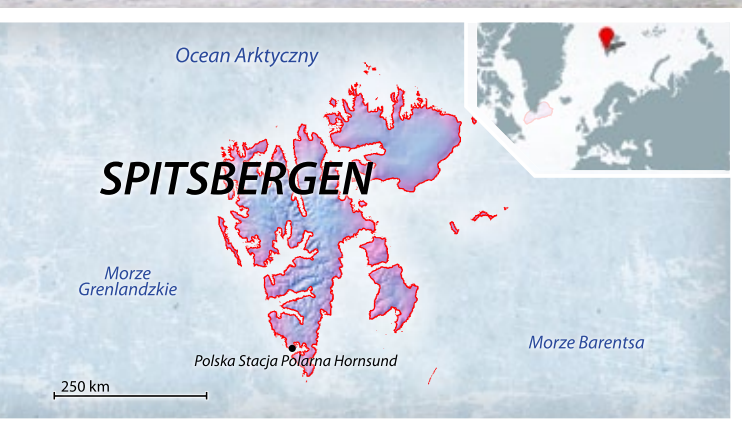 Ocean Arktyczny
SPITSBERGEN
Morze
Grenlandzkie
Morze Barentsa
Polska Stacja Polarna Hornsund
250 km